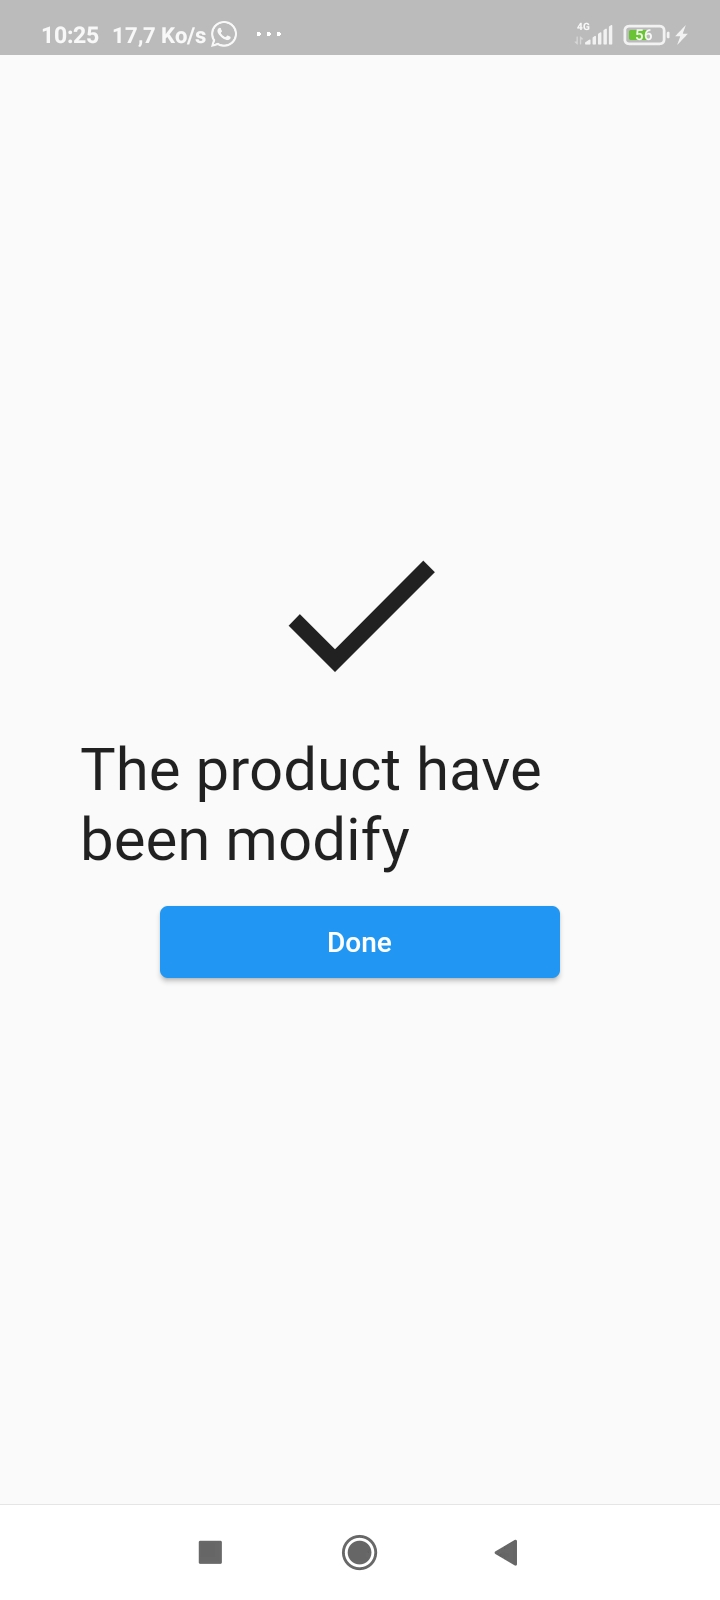 10:25 17,7 Ko/s ... 4G 56
The product have
been modify
Done